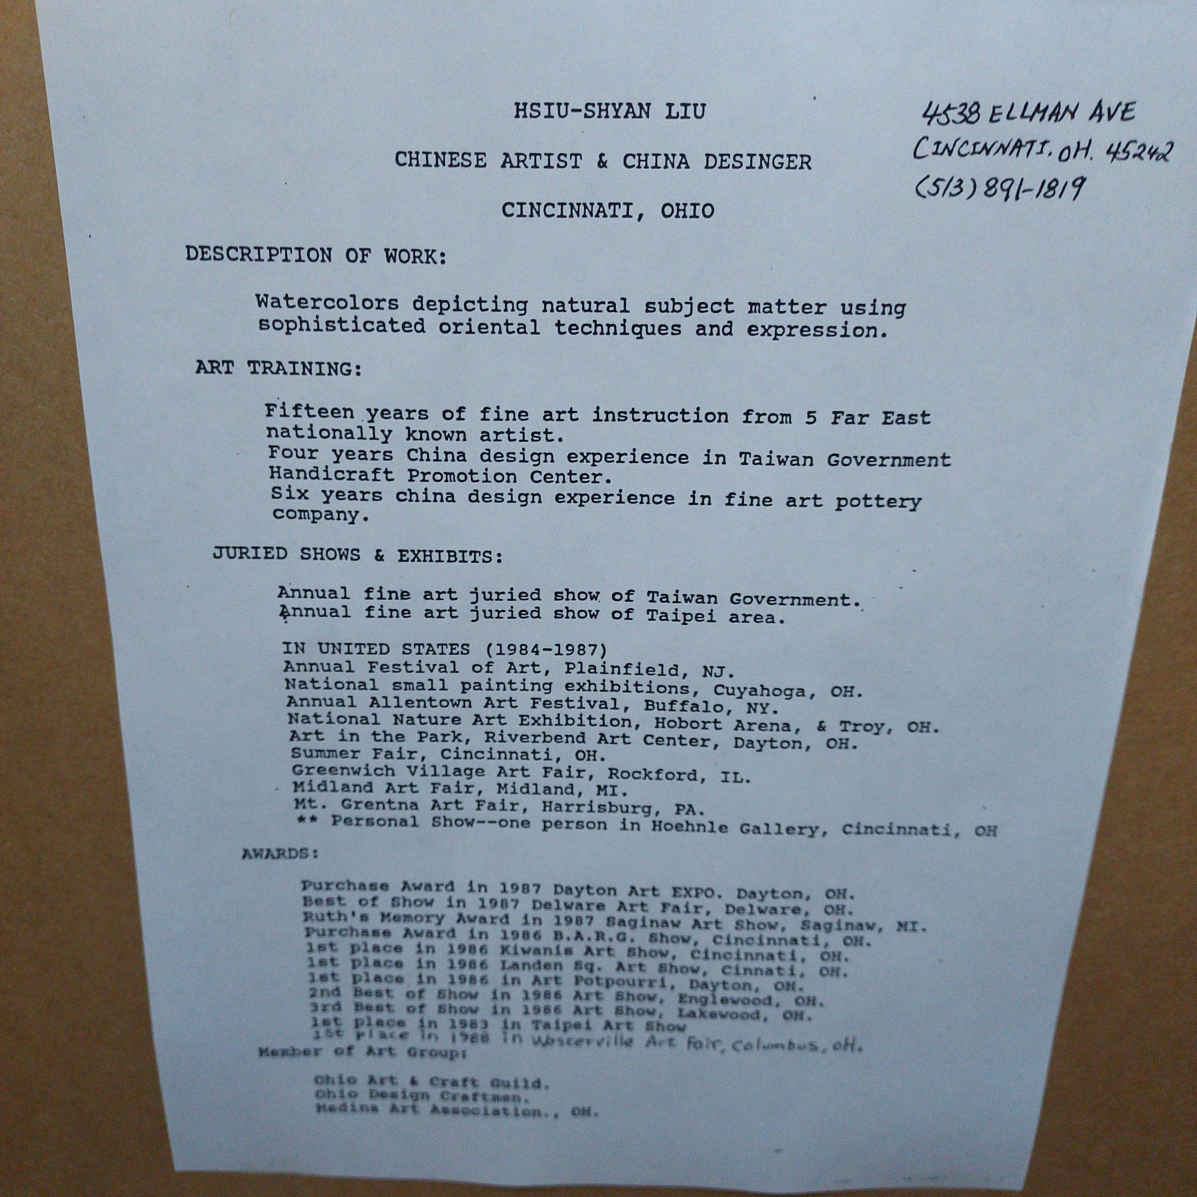 HSIU-SHYAN LIU
4538 ELLMAN AVE
CHINESE ARTIST & CHINA DESINGER
CINCINNATI, OH. 45242
(513) 891-1819
CINCINNATI, OHIO
DESCRIPTION OF WORK:
Watercolors depicting natural subject matter using
sophisticated oriental techniques and expression.
ART TRAINING:
Fifteen years of fine art instruction from 5 Far East
nationally known artist.
Four years China design experience in Taiwan Government
Handicraft Promotion Center.
Six years china design experience in fine art pottery
company.
JURIED SHOWS & EXHIBITS:
Annual fine art juried show of Taiwan Government.
Annual fine art juried show of Taipei area.
IN UNITED STATES (1984-1987)
Annual Festival of Art, Plainfield, NJ.
National small painting exhibitions, Cuyahoga, OH.
Annual Allentown Art Festival, Buffalo, NY.
National Nature Art Exhibition, Hobort Arena, & Troy, OH.
Art in the Park, Riverbend Art Center, Dayton, OH.
Summer Fair, Cincinnati, OH.
Greenwich Village Art Fair, Rockford, IL.
Midland Art Fair, Midland, MI.
Mt. Grentna Art Fair, Harrisburg, PA.
** Personal Show--one person in Hoehnle Gallery, Cincinnati, OH
AWARDS:
Purchase Award in 1987 Dayton Art EXPO. Dayton, OH.
Best of Show in 1987 Delware Art Fair, Delware, OH.
Ruth's Memory Award in 1987 Saginaw Art Show, Saginaw, MI.
Purchase Award in 1986 B.A.R.G. Show, Cincinnati, OH.
1st place in 1986 Kiwanis Art Show, Cincinnati, OH.
1st place in 1986 Landen Sq. Art Show, Cinnati, OH.
1st place in 1986 in Art Potpourri, Dayton, OH.
2nd Best of Show in 1986 Art Show, Englewood, OH.
3rd Best of Show in 1986 Art Show, Lakewood, OH.
1st place in 1983 in Taipei Art Show
1st place in 1988 in Westerville Art Fair, Columbus, OH.
Member of Art Group:
Ohio Art & Craft Guild.
Ohio Design Craftmen.
Medina Art Association., OH.